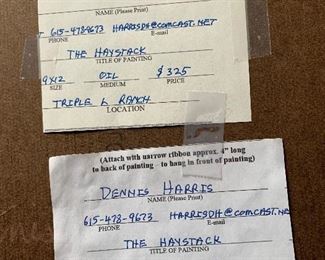 NAME (Please Print)
615-478-9673 HARRISDH@COMCAST.NET
PHONE E-mail
THE HAYSTACK
TITLE OF PAINTING
9X12 OIL $325
SIZE MEDIUM PRICE
TRIPLE L RANCH
LOCATION
(Attach with narrow ribbon approx. 4" long
to back of painting – to hang in front of painting)
DENNIS HARRIS
NAME (Please Print)
615-478-9673 HARRISDH@COMCAST.NE
PHONE E-mail
THE HAYSTACK
TITLE OF PAINTING